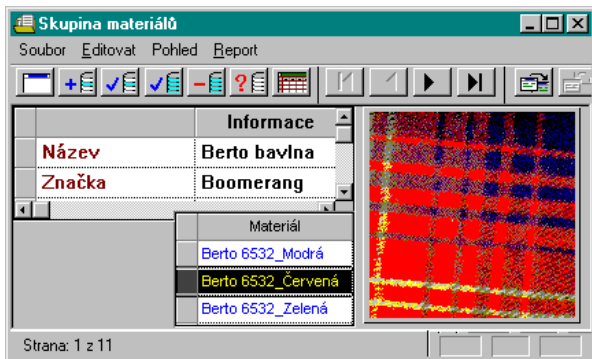 Skupina materiálů
Soubor Editovat Pohled Report
Informace
Název Berto bavlna
Značka Boomerang
Materiál
Berto 6532_Modrá
Berto 6532_Červená
Berto 6532_Zelená
Strana: 1 z 11